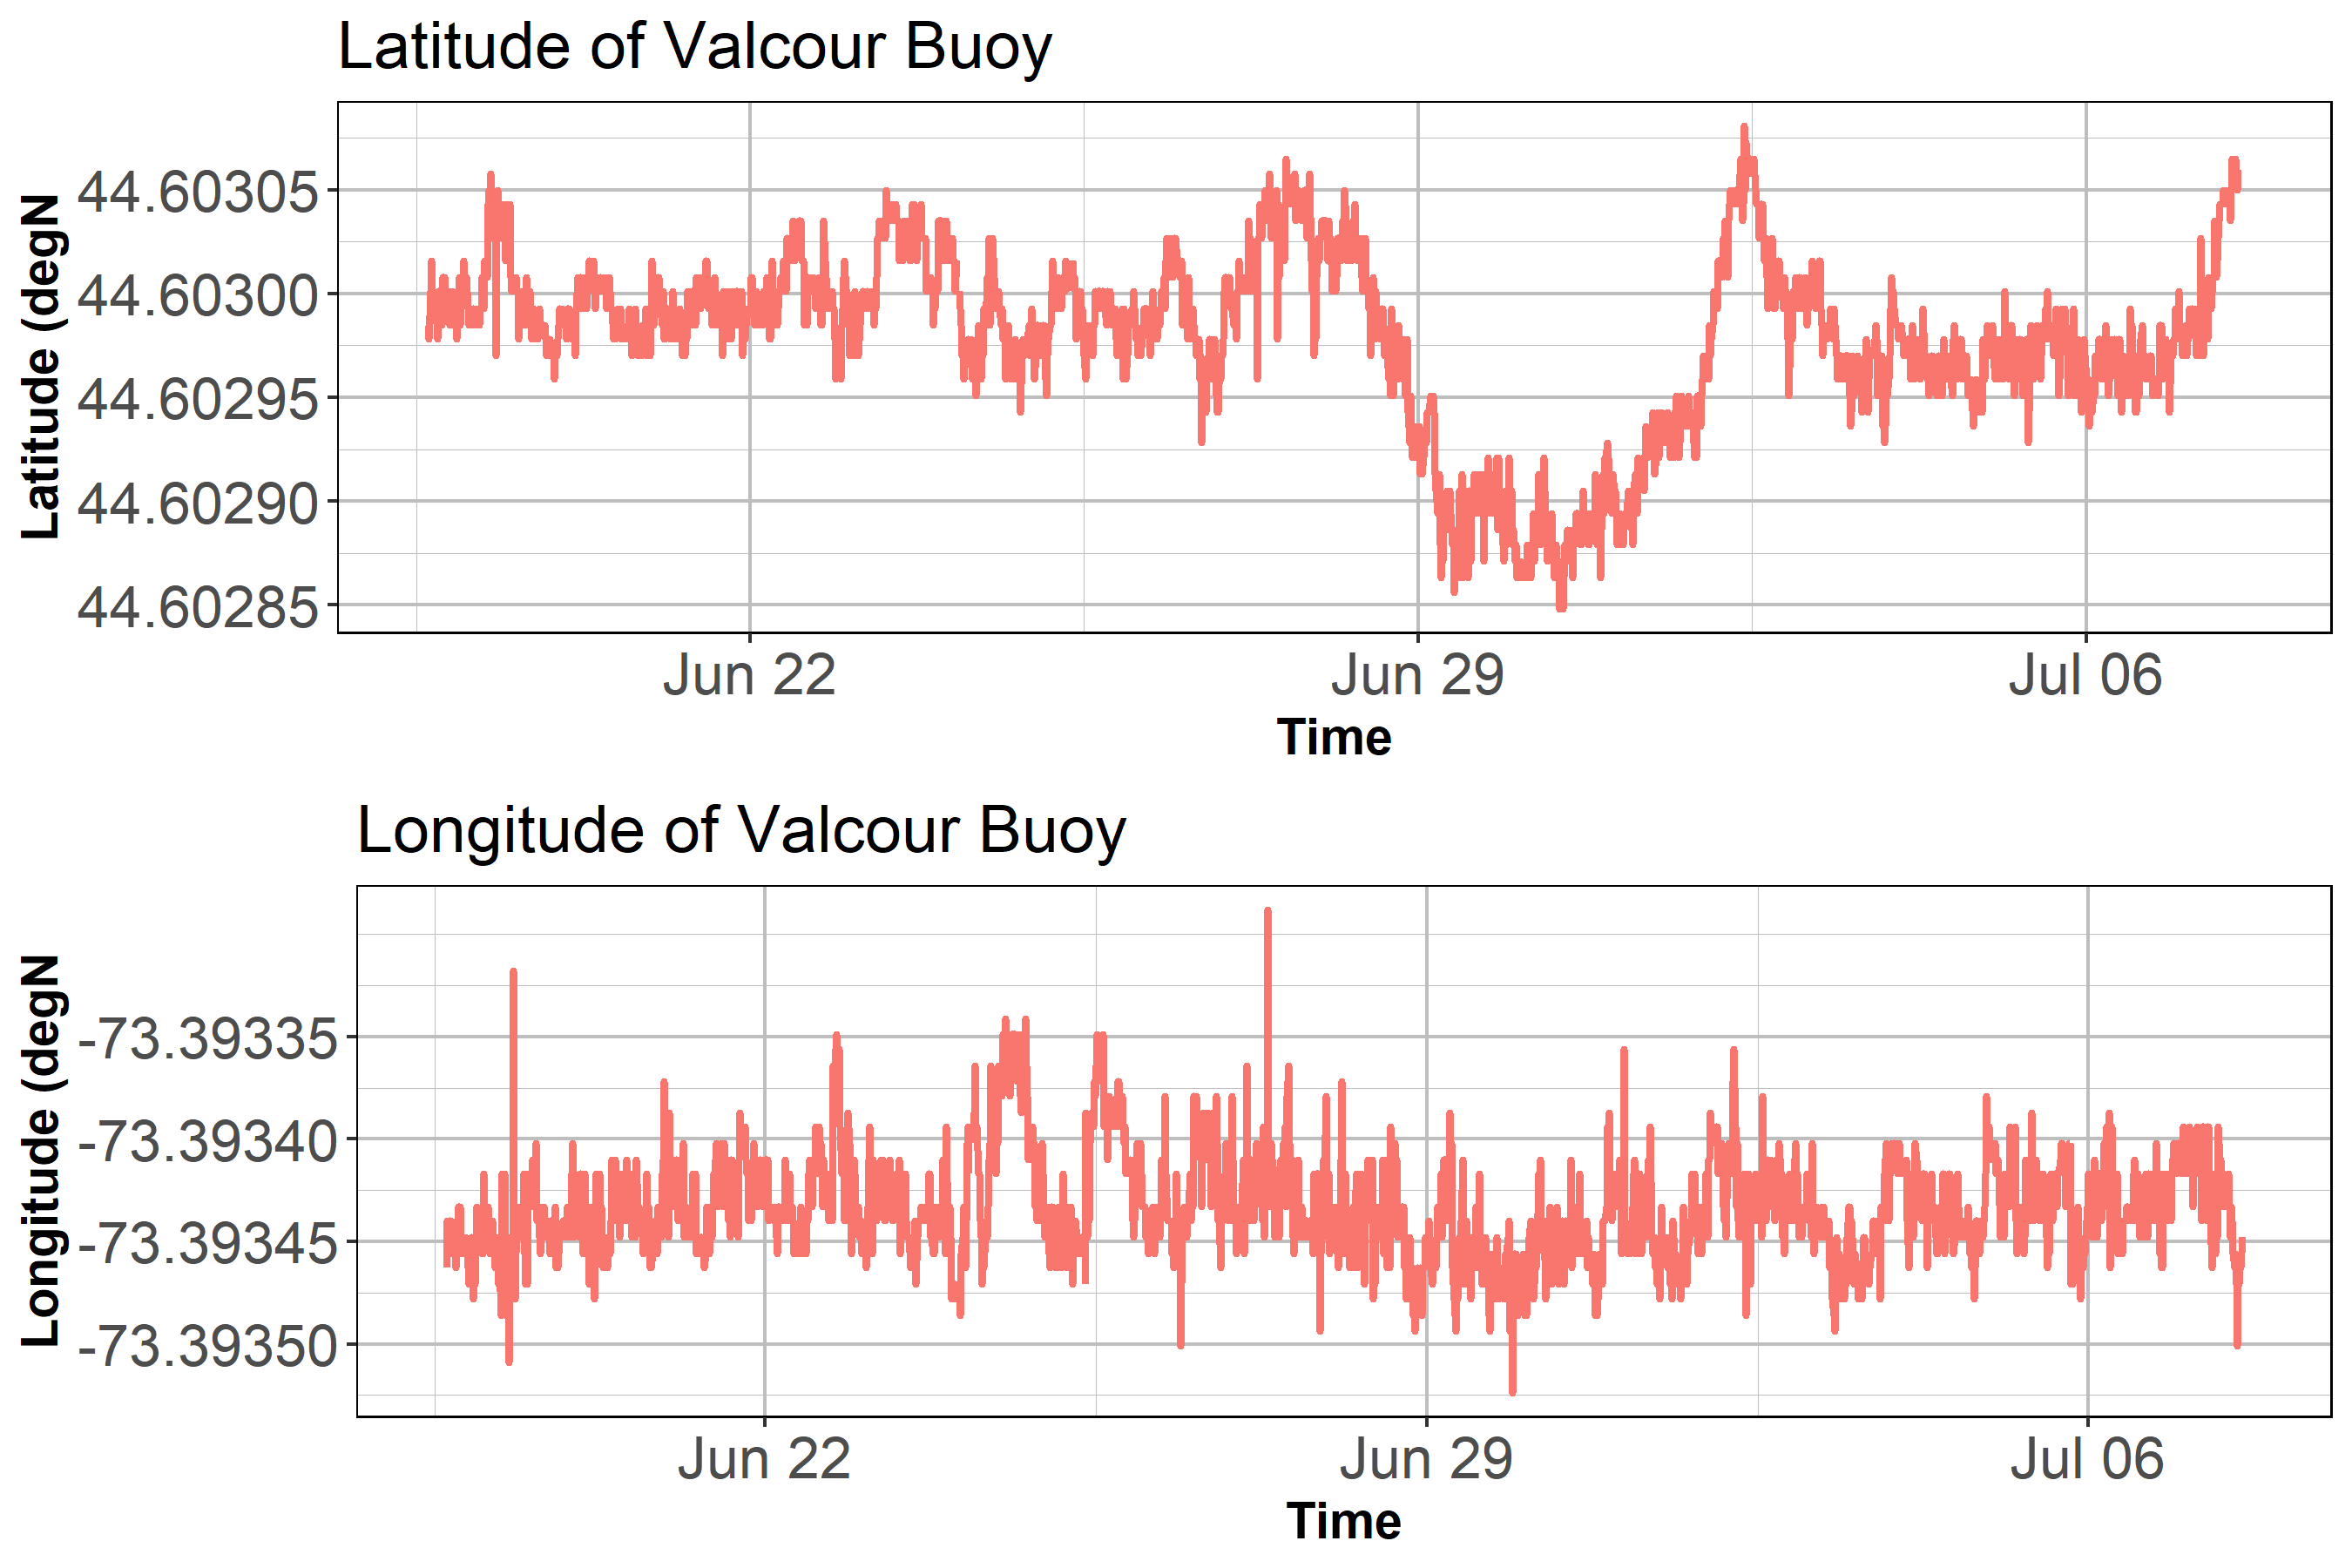 Latitude of Valcour Buoy
Latitude (degN
44.60305
44.60300
44.60295
44.60290
44.60285
Jun 22
Jun 29
Jul 06
Time
Longitude of Valcour Buoy
Longitude (degN
-73.39335
-73.39340
-73.39345
-73.39350
Jun 22
Jun 29
Jul 06
Time